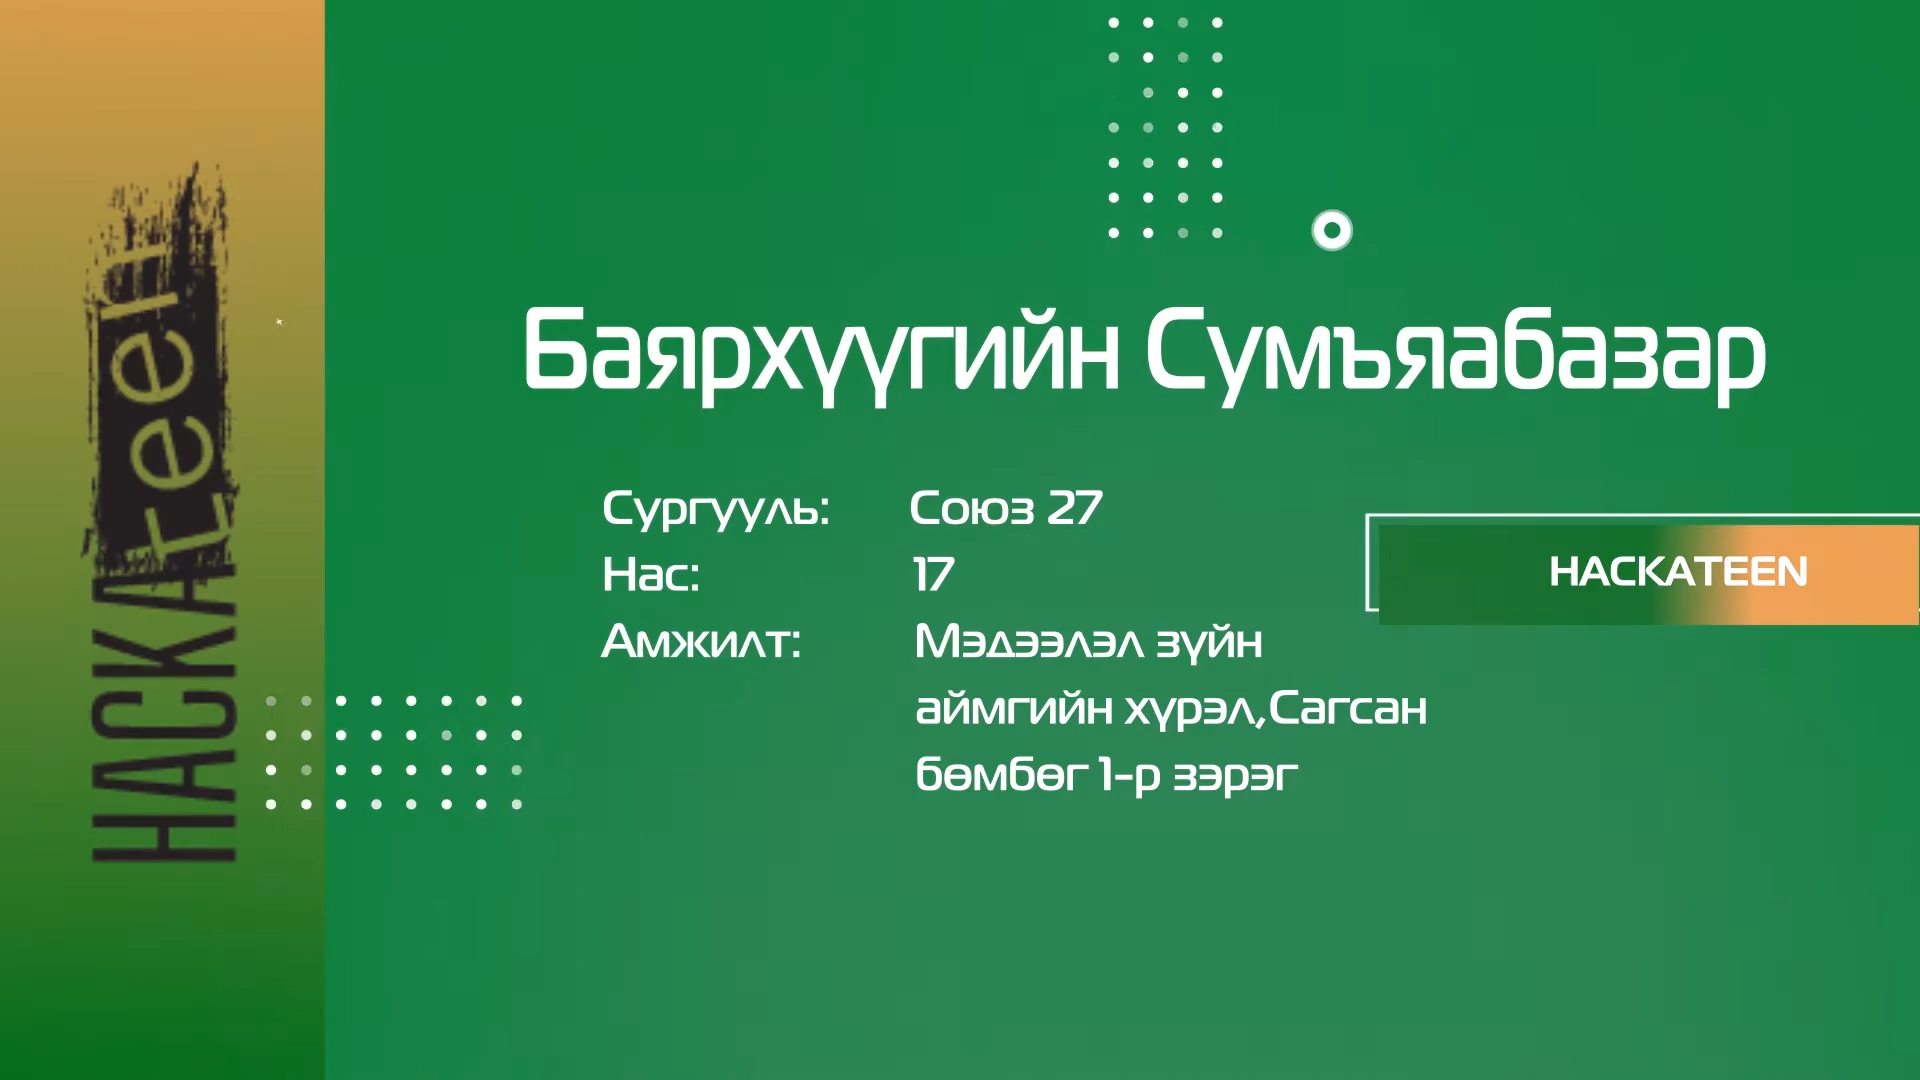 HACKATeen
Баярхүүгийн Сумъяабазар
Сургууль: Союз 27
Нас: 17
Амжилт: Мэдээлэл зүйн
аймгийн хүрэл,Сагсан
бөмбөг 1-р зэрэг
HACKATEEN